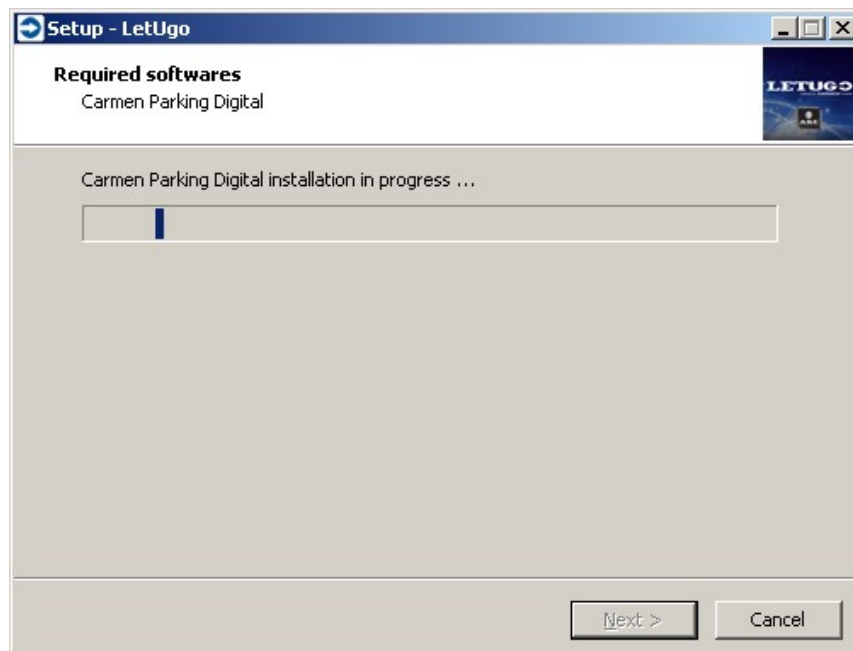 Setup - LetUgo
Required softwares
Carmen Parking Digital
LETUGO
Carmen Parking Digital installation in progress ...
Next >
Cancel